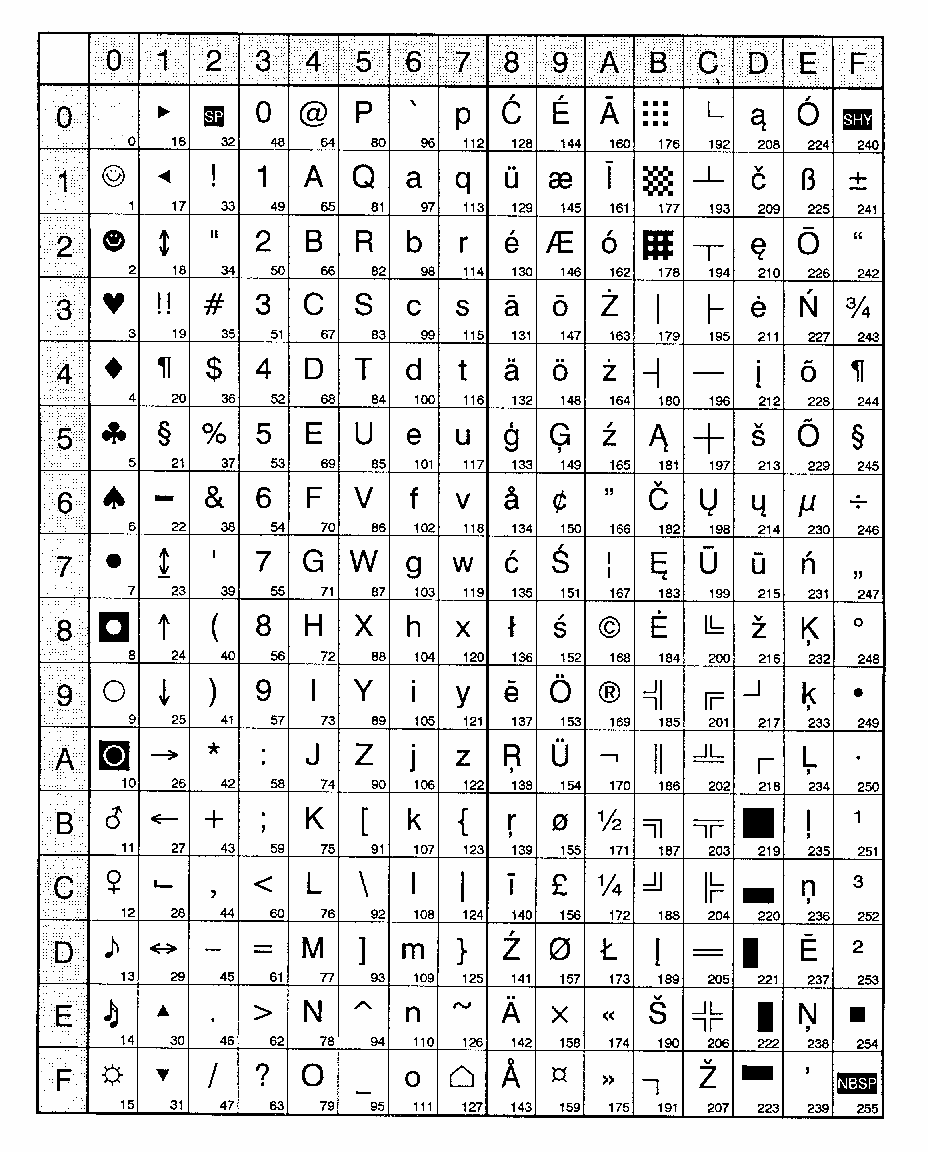 0 1 2 3 4 5 6 7 8 9 A B C D E F
0 ► SP 0 @ P ` p Ć É Ā ░ └ ą Ó SHY
0 16 32 48 64 80 96 112 128 144 160 176 192 208 224 240
1 ☺ ◄ ! 1 A Q a q ü æ Ī ▒ ┴ č ß ±
1 17 33 49 65 81 97 113 129 145 161 177 193 209 225 241
2 ☻ ↕ " 2 B R b r é Æ ó ▓ ┬ ę Ō “
2 18 34 50 66 82 98 114 130 146 162 178 194 210 226 242
3 ♥ ‼ # 3 C S c s ā ō Ż │ ├ ė Ń ¾
3 19 35 51 67 83 99 115 131 147 163 179 195 211 227 243
4 ♦ ¶ $ 4 D T d t ä ö ż ┤ ─ į õ ¶
4 20 36 52 68 84 100 116 132 148 164 180 196 212 228 244
5 ♣ § % 5 E U e u ģ Ģ ź Ą ┼ š Õ §
5 21 37 53 69 85 101 117 133 149 165 181 197 213 229 245
6 ♠ ▬ & 6 F V f v å ¢ ” Č Ų ų µ ÷
6 22 38 54 70 86 102 118 134 150 166 182 198 214 230 246
7 • ↨ ' 7 G W g w ć Ś ¦ Ę Ū ū ń „
7 23 39 55 71 87 103 119 135 151 167 183 199 215 231 247
8 ◘ ↑ ( 8 H X h x ł ś © Ė ╚ ž Ķ °
8 24 40 56 72 88 104 120 136 152 168 184 200 216 232 248
9 ○ ↓ ) 9 I Y i y ē Ö ® ╣ ╔ ┘ ķ •
9 25 41 57 73 89 105 121 137 153 169 185 201 217 233 249
A ◙ → * : J Z j z Ŗ Ü ¬ ║ ╩ ┌ Ļ ·
10 26 42 58 74 90 106 122 138 154 170 186 202 218 234 250
B ♂ ← + ; K [ k { ŗ ø ½ ╗ ╦ █ ļ ¹
11 27 43 59 75 91 107 123 139 155 171 187 203 219 235 251
C ♀ ∟ , < L \ l | ī £ ¼ ╝ ╠ ▄ ņ ³
12 28 44 60 76 92 108 124 140 156 172 188 204 220 236 252
D ♪ ↔ - = M ] m } Ź Ø Ł Į ═ ▌ Ē ²
13 29 45 61 77 93 109 125 141 157 173 189 205 221 237 253
E ♫ ▲ . > N ^ n ~ Ä × « Š ╬ ▐ Ņ ■
14 30 46 62 78 94 110 126 142 158 174 190 206 222 238 254
F ☼ ▼ / ? O _ o ⌂ Å ¤ » ┐ Ž ▀ ’ NBSP
15 31 47 63 79 95 111 127 143 159 175 191 207 223 239 255